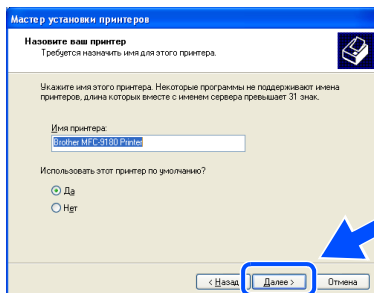 Мастер установки принтеров
Назовите ваш принтер
Требуется назначить имя для этого принтера.
Укажите имя этого принтера. Некоторые программы не поддерживают имена
принтеров, длина которых вместе с именем сервера превышает 31 знак.
Имя принтера:
Brother MFC-9180 Printer
Использовать этот принтер по умолчанию?
Да
Нет
< Назад
Далее >
Отмена